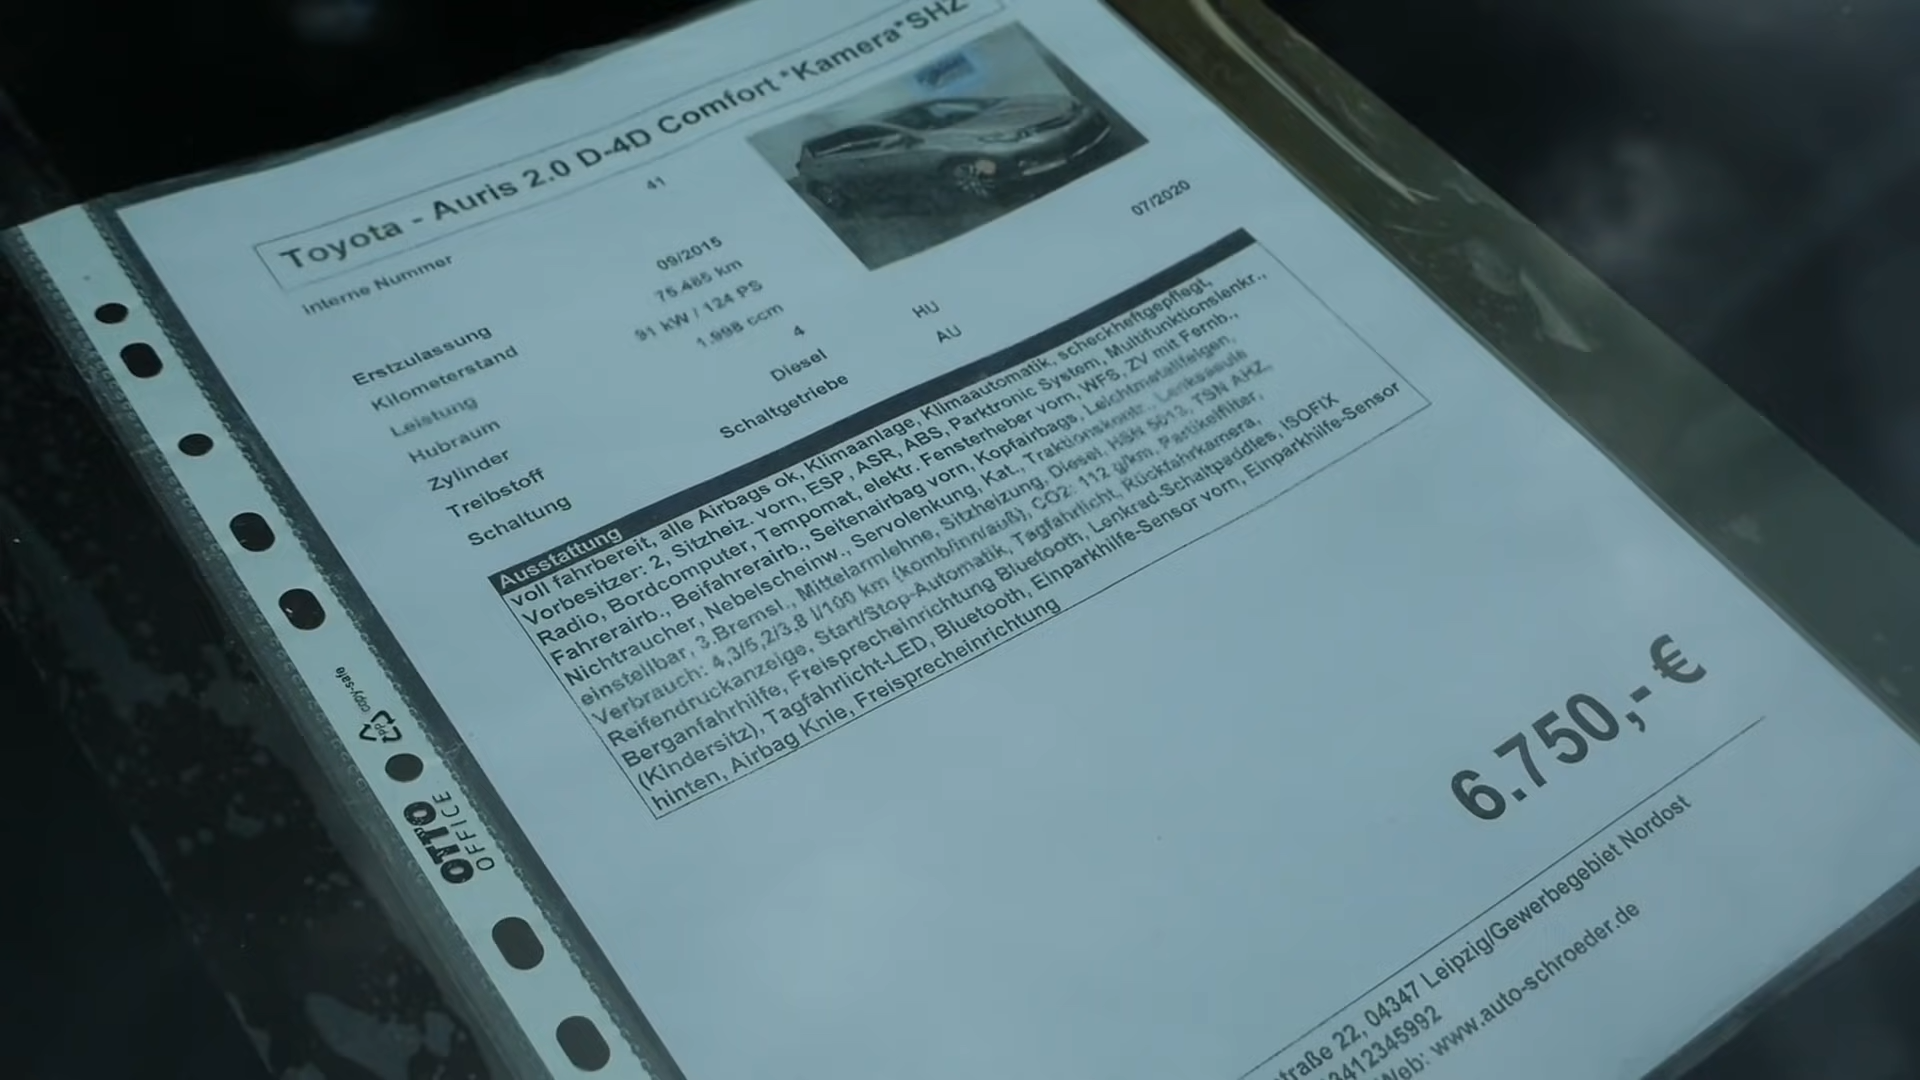 Toyota - Auris 2.0 D-4D Comfort *Kamera*SHZ
Interne Nummer 41
Erstzulassung 09/2015
Kilometerstand 75.485 km
Leistung 91 kW / 124 PS
Hubraum 1.998 ccm
Zylinder 4
Treibstoff Diesel
Schaltung Schaltgetriebe
HU 07/2020
AU
Ausstattung
voll fahrbereit, alle Airbags ok, Klimaanlage, Klimaautomatik, scheckheftgepflegt,
Vorbesitzer: 2, Sitzheiz. vorn, ESP, ASR, ABS, Parktronic System, Multifunktionslenkr.,
Radio, Bordcomputer, Tempomat, elektr. Fensterheber vorn, WFS, ZV mit Fernb.,
Fahrerairb., Beifahrerairb., Seitenairbag vorn, Kopfairbags, Leichtmetallfelgen,
Nichtraucher, Nebelscheinw., Servolenkung, Kat., Traktionskontr., Lenksäule
einstellbar, 3.Bremsl., Mittelarmlehne, Sitzheizung, Diesel, HSN 5013, TSN AHZ,
Verbrauch: 4,3/5,2/3.8 l/100 km (komb/inn/auß), CO2: 112 g/km, Partikelfilter,
Reifendruckanzeige, Start/Stop-Automatik, Tagfahrlicht, Rückfahrkamera,
Berganfahrhilfe, Freisprecheinrichtung Bluetooth, Lenkrad-Schaltpaddles, ISOFIX
(Kindersitz), Tagfahrlicht-LED, Bluetooth, Einparkhilfe-Sensor vorn, Einparkhilfe-Sensor
hinten, Airbag Knie, Freisprecheinrichtung
6.750,- €
traße 22, 04347 Leipzig/Gewerbegebiet Nordost
03412345992
Web: www.auto-schroeder.de
copy-safe
PP
OTTO
OFFICE